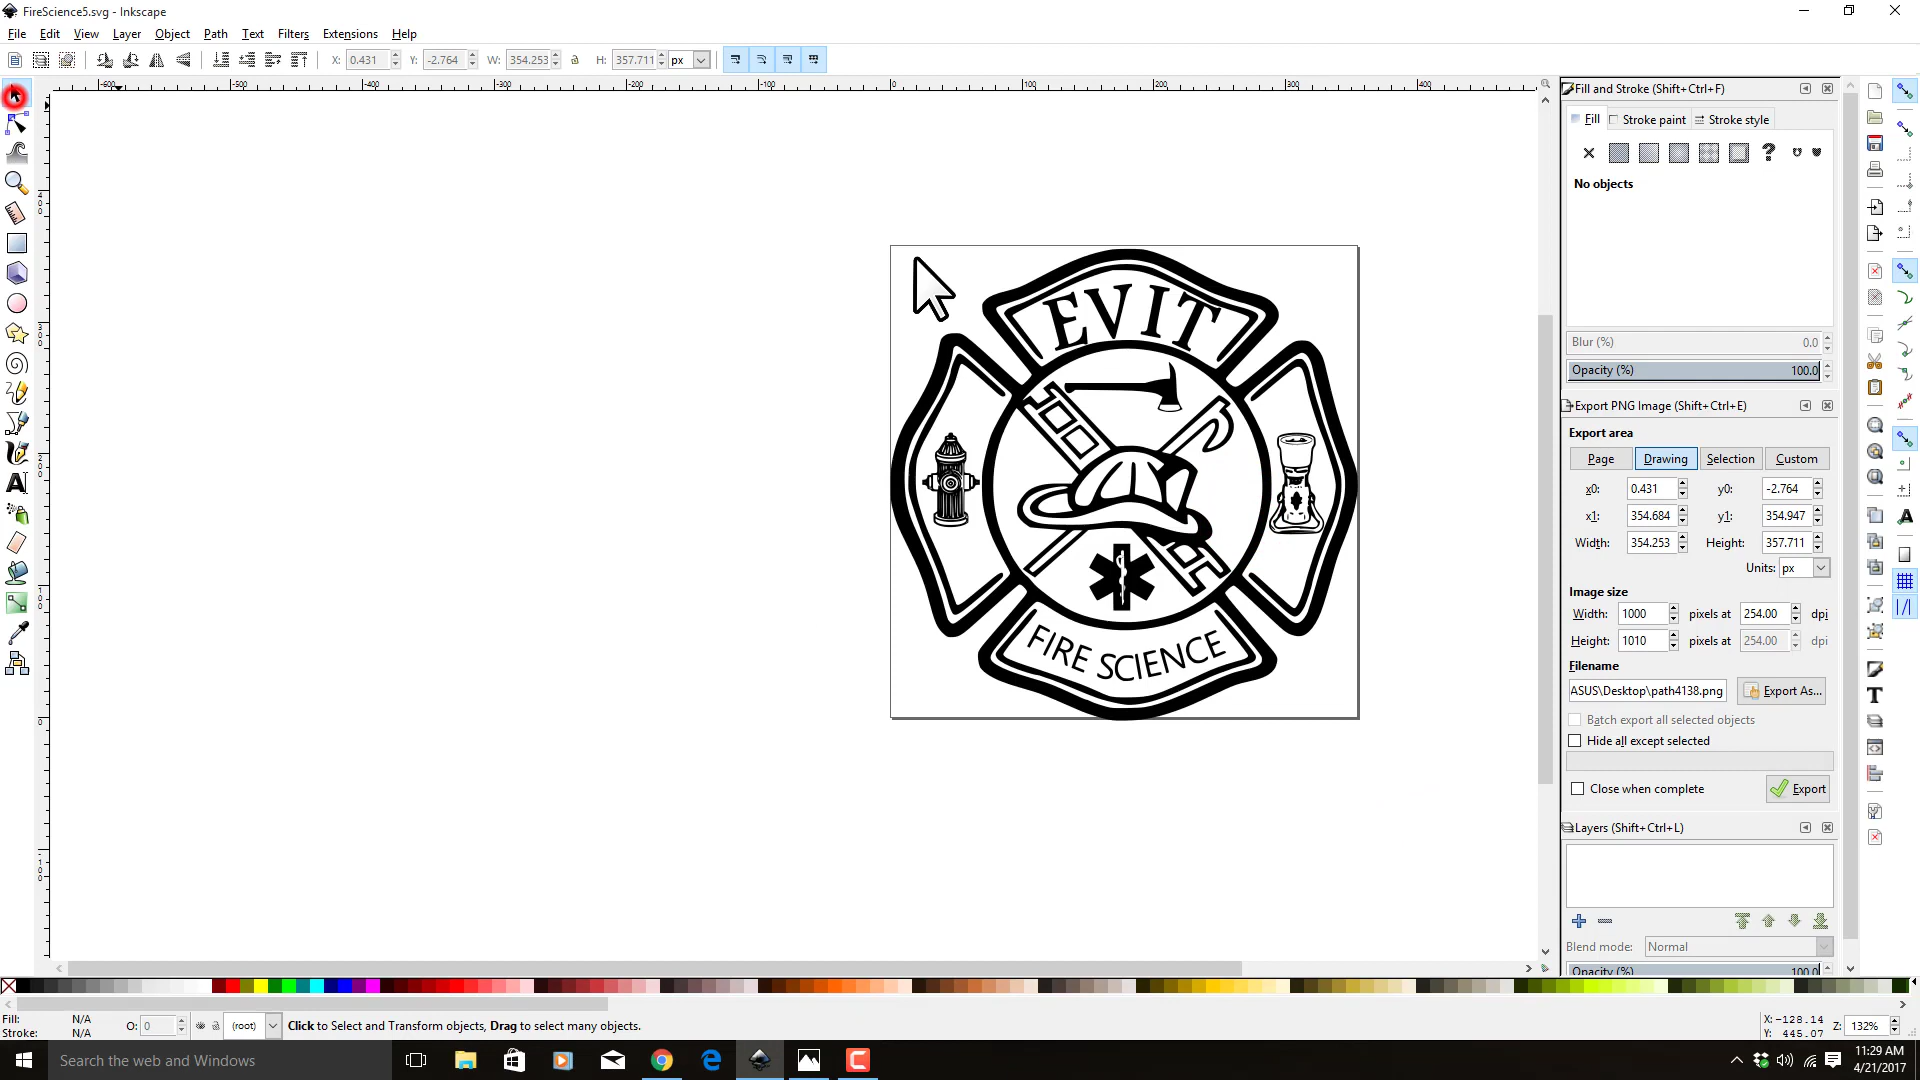 FireScience5.svg - Inkscape
File Edit View Layer Object Path Text Filters Extensions Help
X: 0.431 Y: -2.764 W: 354.253 H: 357.711 px
Fill and Stroke (Shift+Ctrl+F)
Fill Stroke paint Stroke style
No objects
Blur (%) 0.0
Opacity (%) 100.0
Export PNG Image (Shift+Ctrl+E)
Export area
Page Drawing Selection Custom
x0: 0.431 y0: -2.764
x1: 354.684 y1: 354.947
Width: 354.253 Height: 357.711
Units: px
Image size
Width: 1000 pixels at 254.00 dpi
Height: 1010 pixels at 254.00 dpi
Filename
ASUS\Desktop\path4138.png Export As...
Batch export all selected objects
Hide all except selected
Close when complete Export
Layers (Shift+Ctrl+L)
Blend mode: Normal
Opacity (%) 100.0
EVIT
FIRE SCIENCE
Fill: N/A
Stroke: N/A
O: 0 (root) Click to Select and Transform objects, Drag to select many objects.
X: -128.14
Y: 445.07
Z: 132%
Search the web and Windows
11:29 AM
4/21/2017